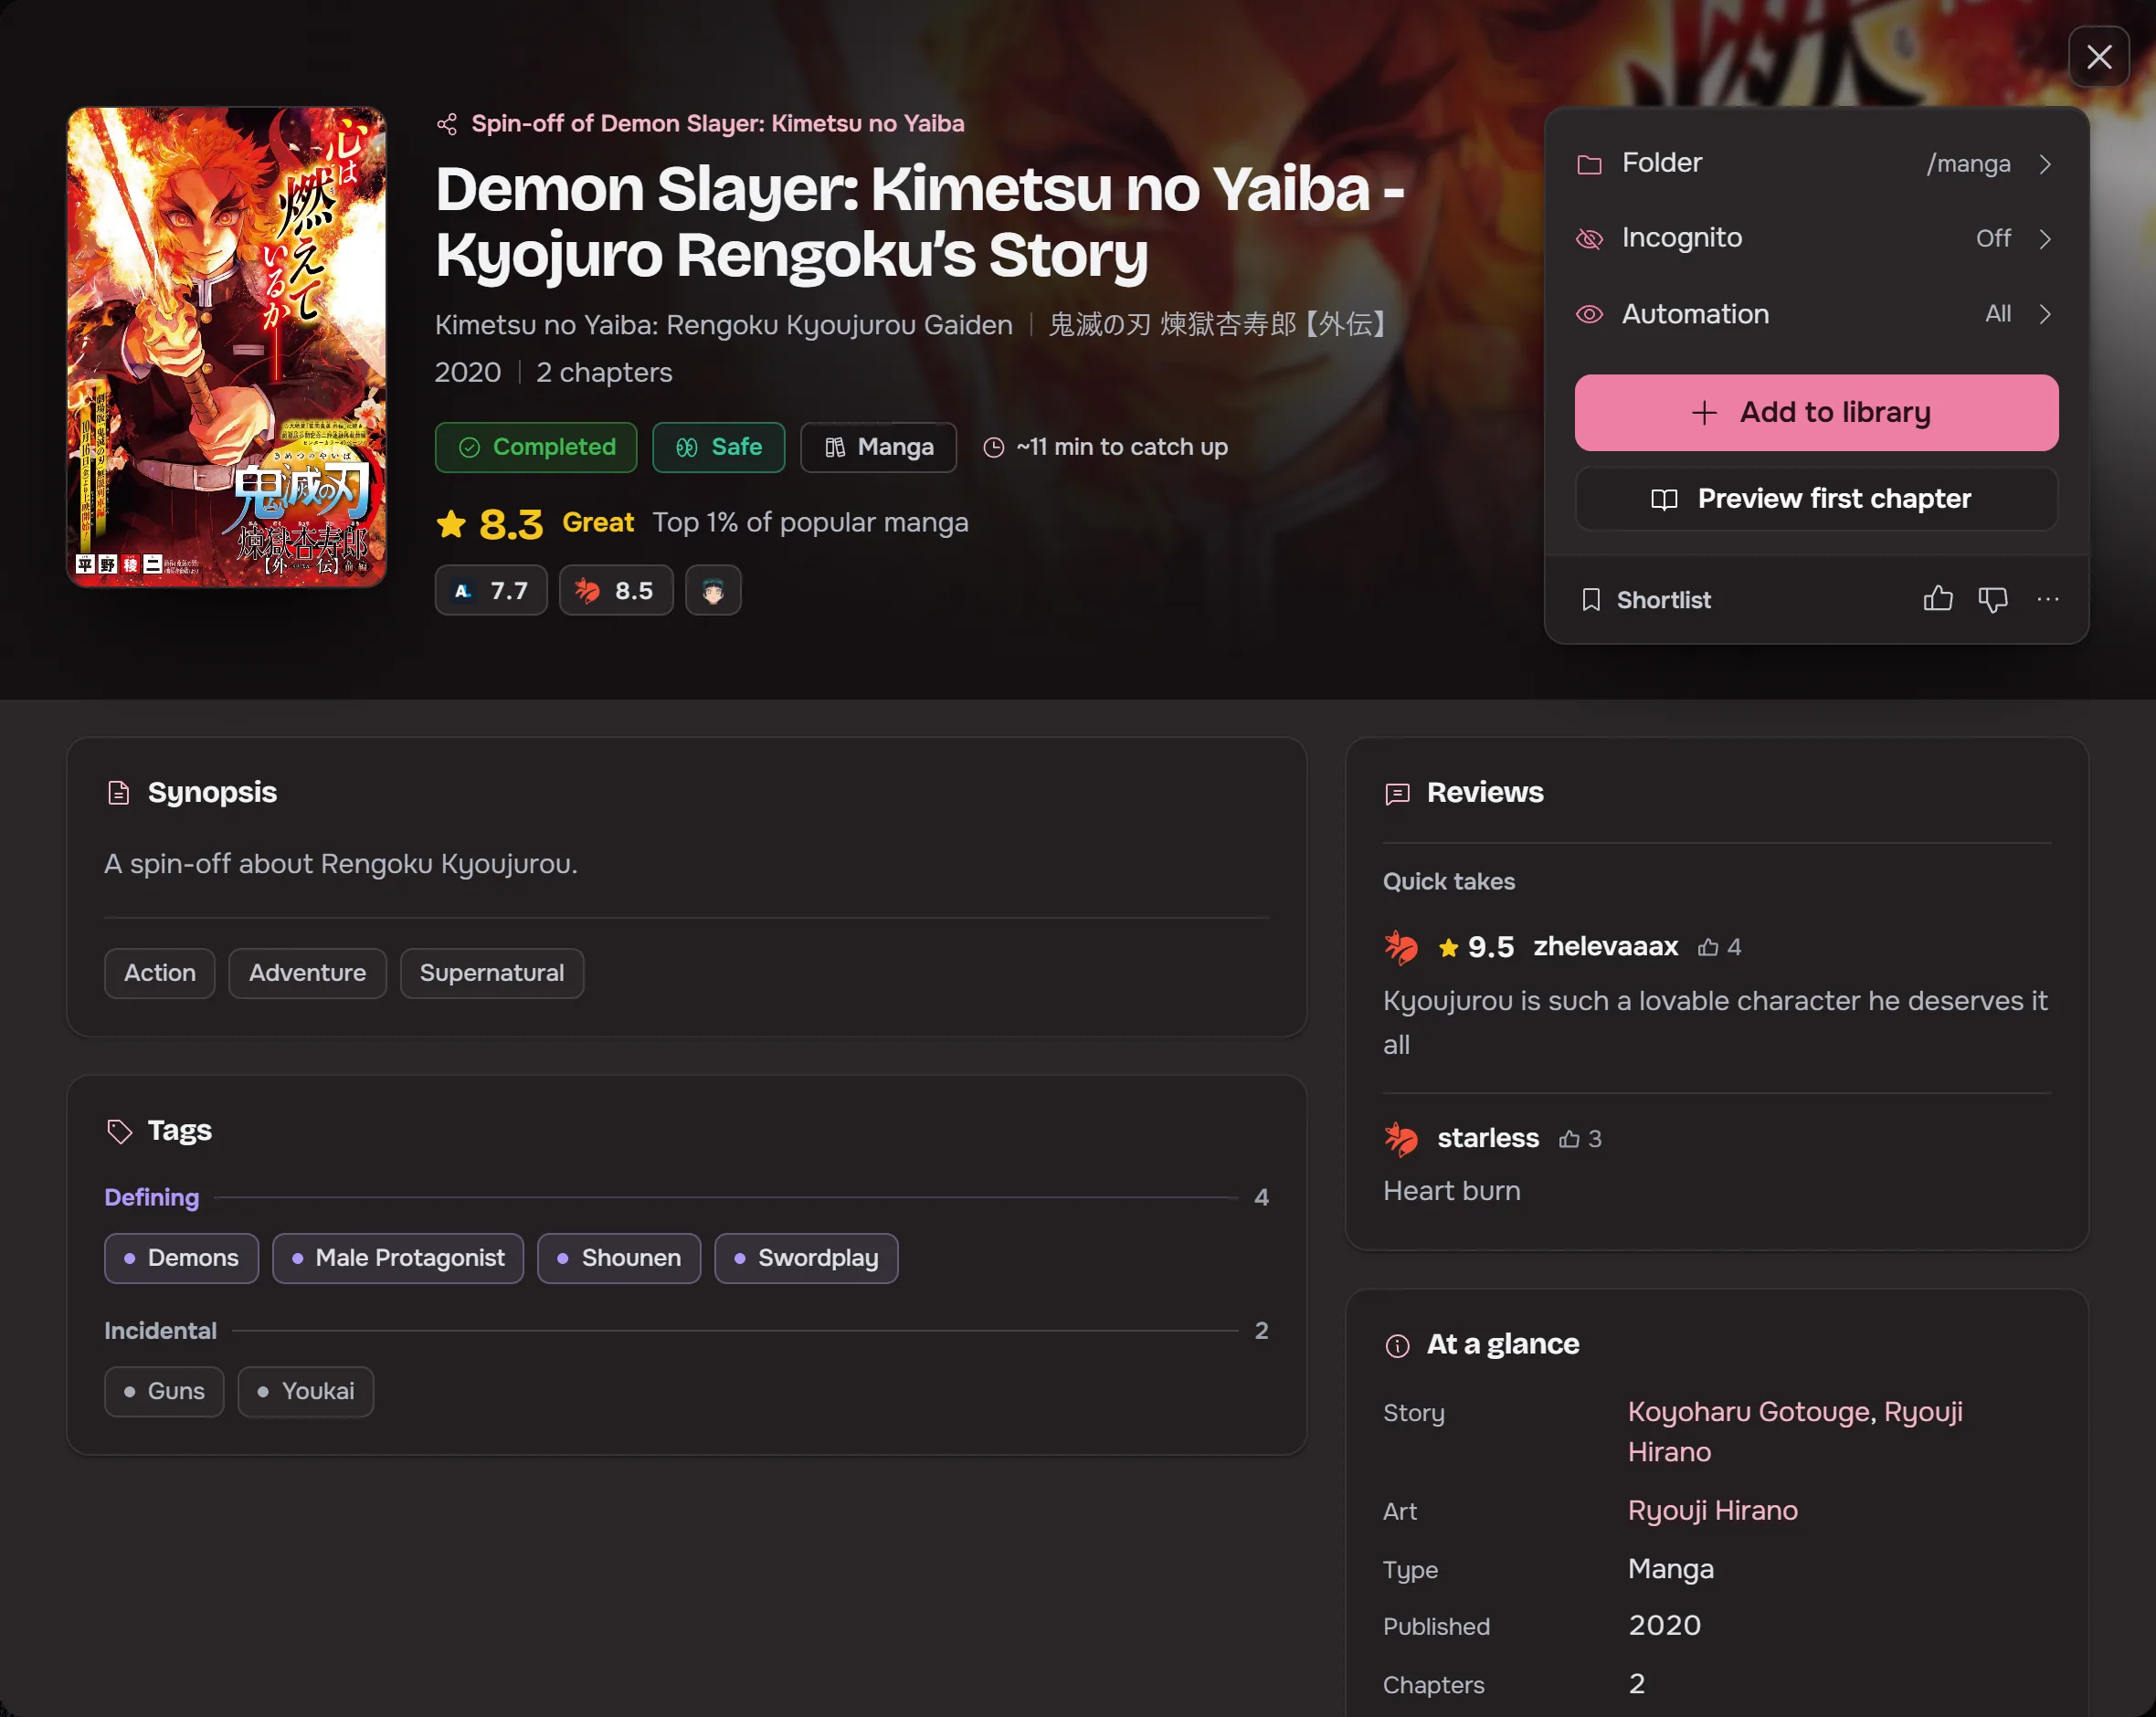 Spin-off of Demon Slayer: Kimetsu no Yaiba
Demon Slayer: Kimetsu no Yaiba -
Kyojuro Rengoku's Story
Kimetsu no Yaiba: Rengoku Kyoujurou Gaiden | 鬼滅の刃 煉獄杏寿郎【外伝】
2020 | 2 chapters
Completed
Safe
Manga
~11 min to catch up
8.3 Great Top 1% of popular manga
7.7
8.5
心は
燃えて
いるか
鬼滅の刃
煉獄杏寿郎
【外伝】
平野稜二
Folder /manga
Incognito Off
Automation All
Add to library
Preview first chapter
Shortlist
Synopsis
A spin-off about Rengoku Kyoujurou.
Action
Adventure
Supernatural
Tags
Defining 4
Demons
Male Protagonist
Shounen
Swordplay
Incidental 2
Guns
Youkai
Reviews
Quick takes
9.5 zhelevaaax 4
Kyoujurou is such a lovable character he deserves it
all
starless 3
Heart burn
At a glance
Story Koyoharu Gotouge, Ryouji
Hirano
Art Ryouji Hirano
Type Manga
Published 2020
Chapters 2